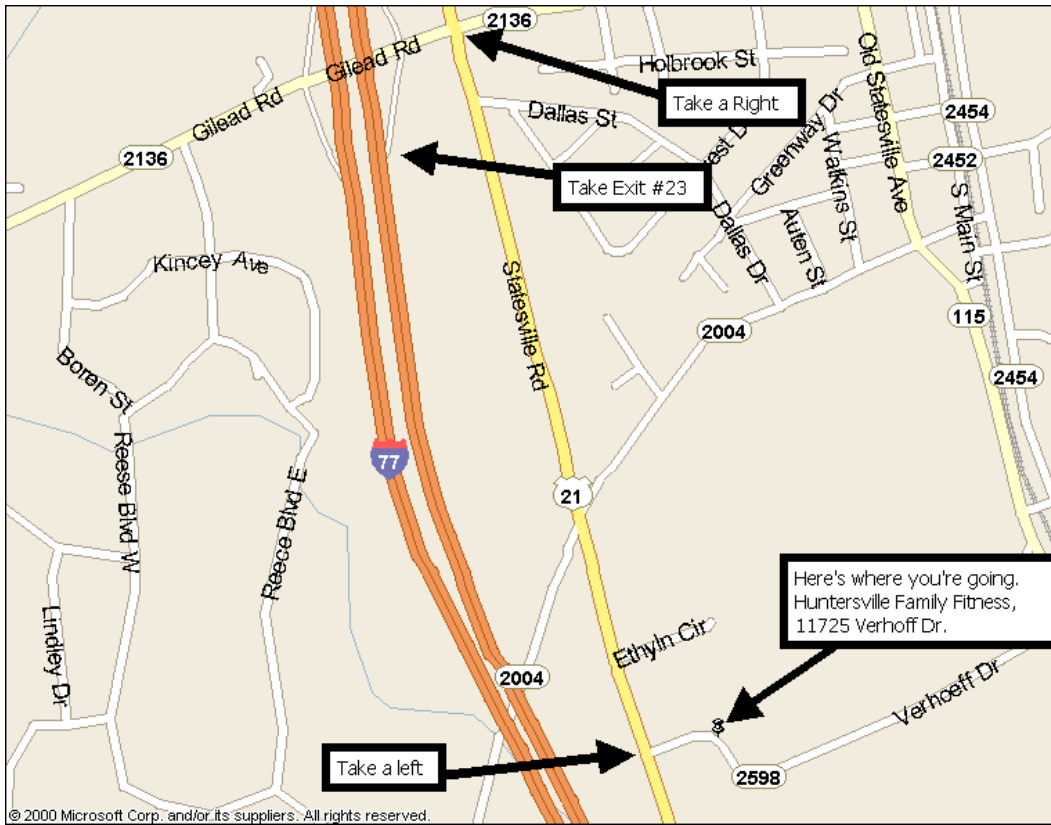 2136
Gilead Rd
Gilead Rd
2136
Holbrook St
Take a Right
Dallas St
Old Statesville Ave
2454
Greenway Dr
rest D
2452
Walkins St
Take Exit #23
S Main St
Dallas Dr
Auten St
Kincey Ave
Statesville Rd
2004
115
2454
Boren St
Reese Blvd W
77
21
Reece Blvd E
Here's where you're going.
Huntersville Family Fitness,
11725 Verhoff Dr.
Lindley Dr
Ethyln Cir
2004
Verhoeff Dr
Take a left
2598
© 2000 Microsoft Corp. and/or its suppliers. All rights reserved.